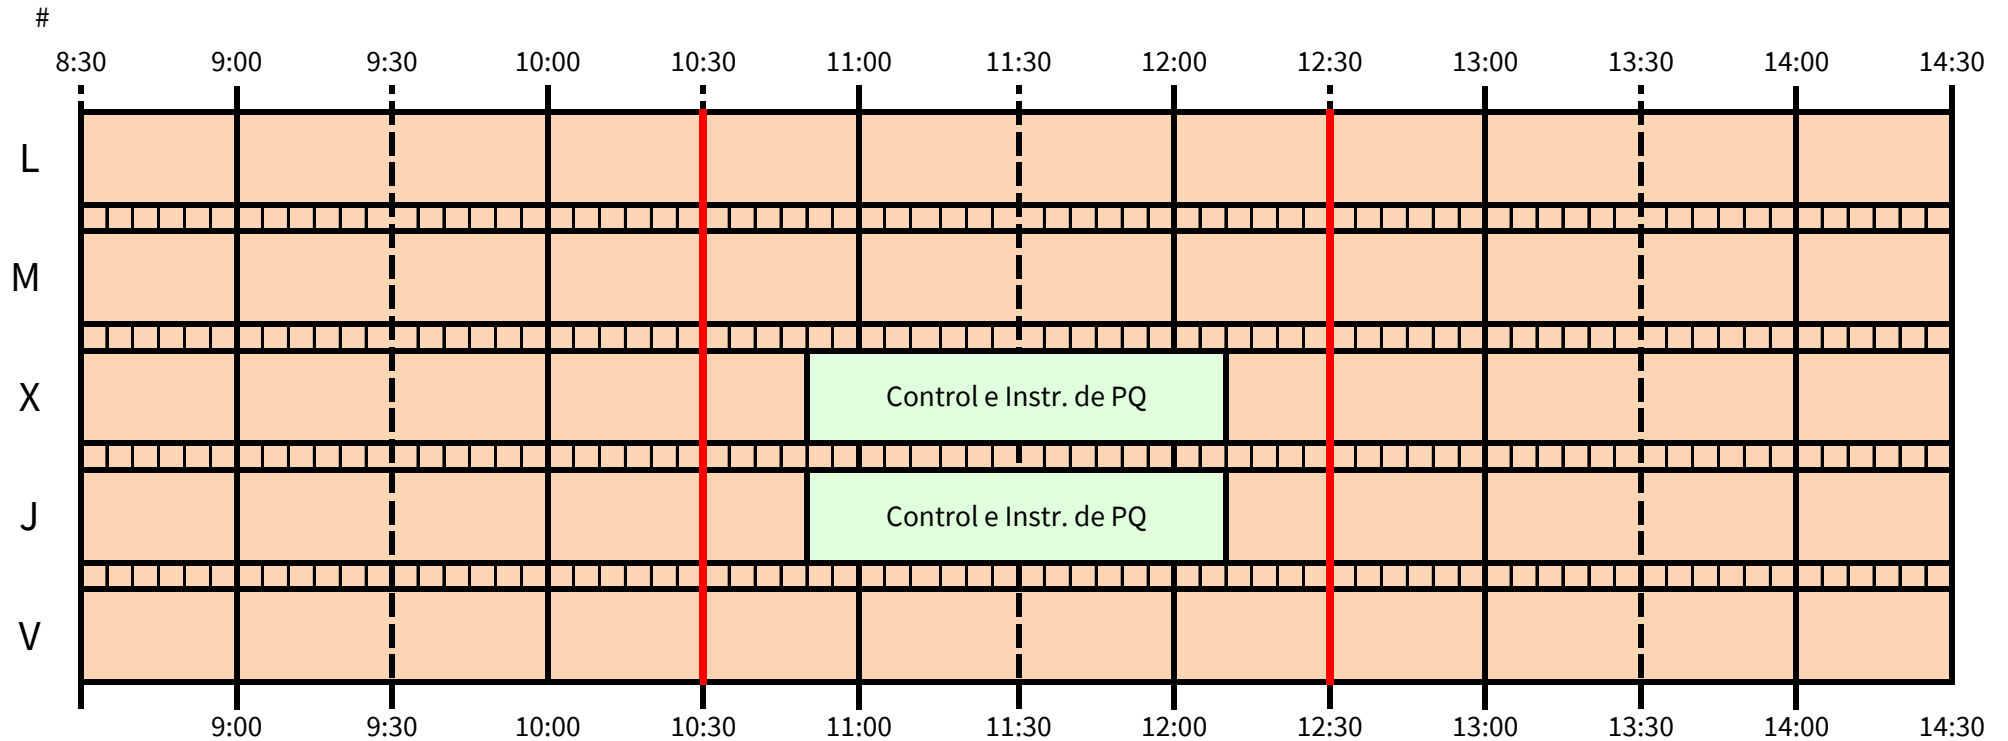 #
8:30 9:00 9:30 10:00 10:30 11:00 11:30 12:00 12:30 13:00 13:30 14:00 14:30
L
M
X Control e Instr. de PQ
J Control e Instr. de PQ
V
9:00 9:30 10:00 10:30 11:00 11:30 12:00 12:30 13:00 13:30 14:00 14:30